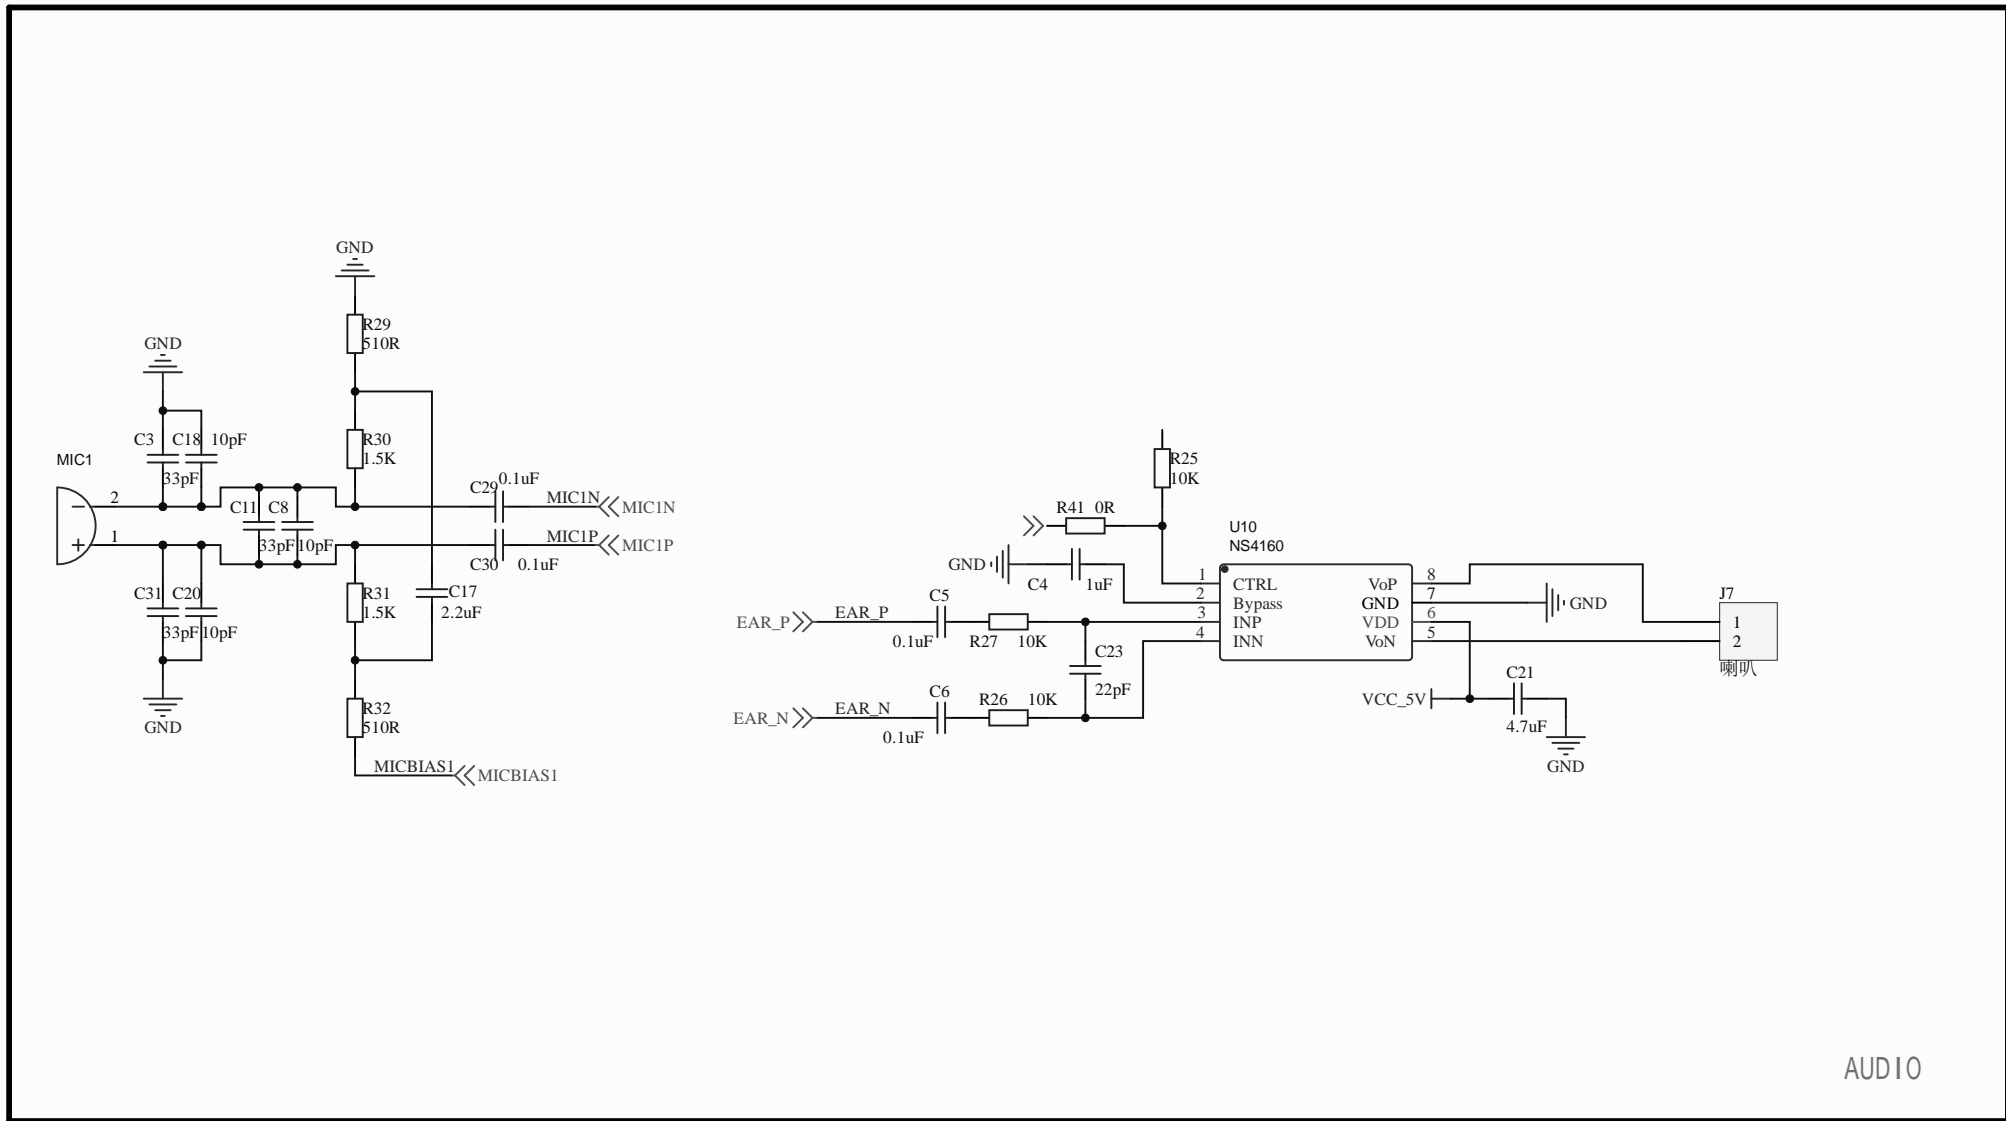 GND
R29
510R
GND
C3 C18 10pF
33pF
R30
1.5K
MIC1
2
1
C11 C8
33pF 10pF
C29 0.1uF
MIC1N MIC1N
MIC1P MIC1P
C30 0.1uF
C31 C20
33pF 10pF
R31
1.5K
C17
2.2uF
GND
R32
510R
MICBIAS1 MICBIAS1
R25
10K
R41 0R
GND
C4 1uF
U10
NS4160
1 CTRL
2 Bypass
3 INP
4 INN
VoP 8
GND 7
VDD 6
VoN 5
EAR_P EAR_P
C5
0.1uF
R27 10K
C23
22pF
EAR_N EAR_N
C6
0.1uF
R26 10K
GND
J7
1
2
喇叭
VCC_5V
C21
4.7uF
GND
AUDIO